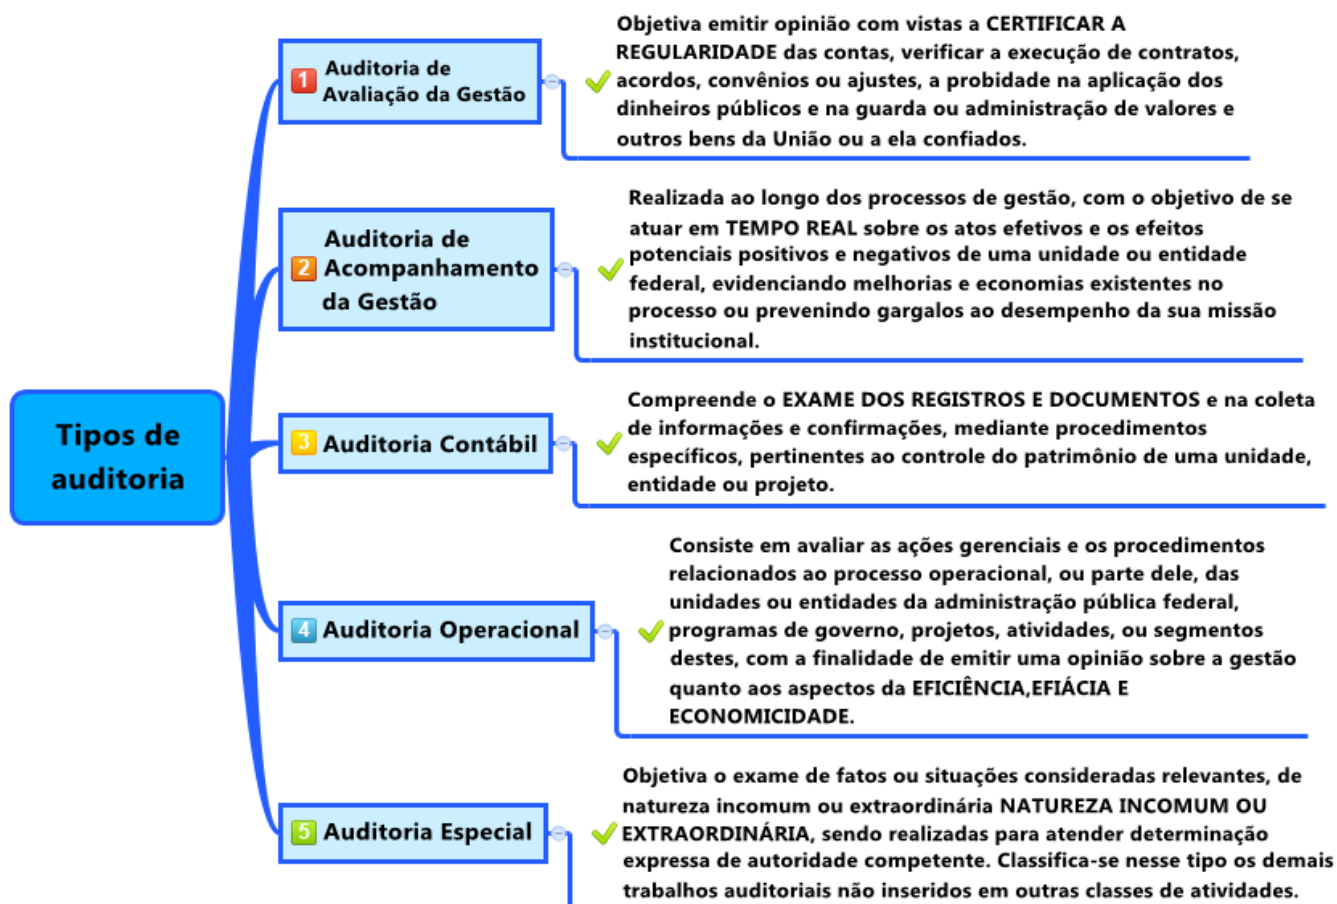 Tipos de
auditoria
1
Auditoria de
Avaliação da Gestão
Objetiva emitir opinião com vistas a CERTIFICAR A
REGULARIDADE das contas, verificar a execução de contratos,
acordos, convênios ou ajustes, a probidade na aplicação dos
dinheiros públicos e na guarda ou administração de valores e
outros bens da União ou a ela confiados.
2
Auditoria de
Acompanhamento
da Gestão
Realizada ao longo dos processos de gestão, com o objetivo de se
atuar em TEMPO REAL sobre os atos efetivos e os efeitos
potenciais positivos e negativos de uma unidade ou entidade
federal, evidenciando melhorias e economias existentes no
processo ou prevenindo gargalos ao desempenho da sua missão
institucional.
3 Auditoria Contábil
Compreende o EXAME DOS REGISTROS E DOCUMENTOS e na coleta
de informações e confirmações, mediante procedimentos
específicos, pertinentes ao controle do patrimônio de uma unidade,
entidade ou projeto.
4 Auditoria Operacional
Consiste em avaliar as ações gerenciais e os procedimentos
relacionados ao processo operacional, ou parte dele, das
unidades ou entidades da administração pública federal,
programas de governo, projetos, atividades, ou segmentos
destes, com a finalidade de emitir uma opinião sobre a gestão
quanto aos aspectos da EFICIÊNCIA,EFIÁCIA E
ECONOMICIDADE.
5 Auditoria Especial
Objetiva o exame de fatos ou situações consideradas relevantes, de
natureza incomum ou extraordinária NATUREZA INCOMUM OU
EXTRAORDINÁRIA, sendo realizadas para atender determinação
expressa de autoridade competente. Classifica-se nesse tipo os demais
trabalhos auditoriais não inseridos em outras classes de atividades.